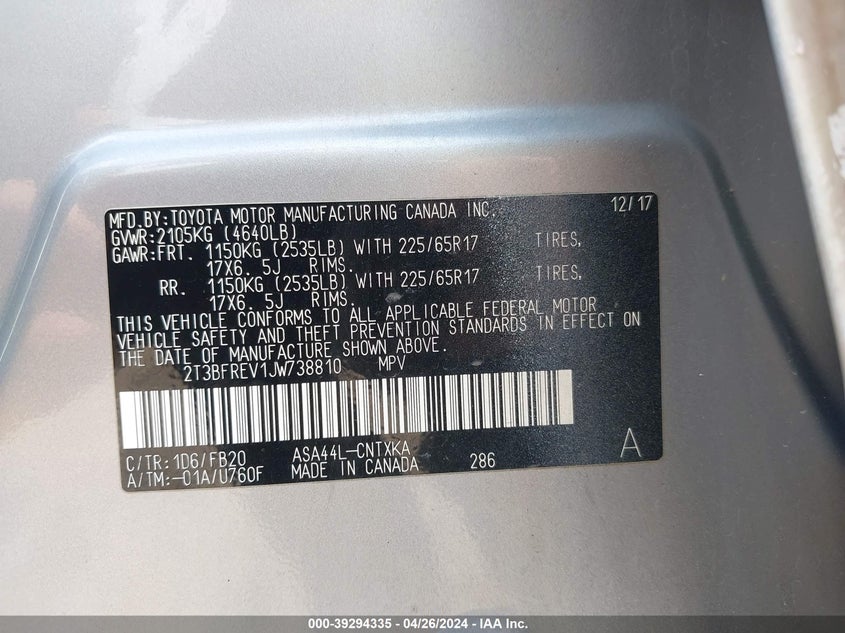 MFD.BY:TOYOTA MOTOR MANUFACTURING CANADA INC. 12/17
GVWR:2105KG (4640LB)
GAWR:FRT. 1150KG (2535LB) WITH 225/65R17 TIRES,
17X6.5J RIMS.
RR. 1150KG (2535LB) WITH 225/65R17 TIRES,
17X6.5J RIMS.
THIS VEHICLE CONFORMS TO ALL APPLICABLE FEDERAL MOTOR
VEHICLE SAFETY AND THEFT PREVENTION STANDARDS IN EFFECT ON
THE DATE OF MANUFACTURE SHOWN ABOVE.
2T3BFREV1JW738810 MPV
C/TR:1D6/FB20 ASA44L-CNTXKA A
A/TM:-01A/U760F MADE IN CANADA 286
000-39294335 - 04/26/2024 - IAA Inc.